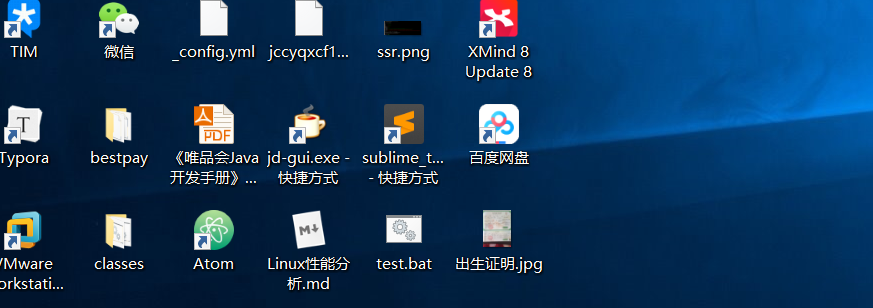 TIM
微信
_config.yml
jccyqxcf1...
ssr.png
XMind 8
Update 8
Typora
bestpay
《唯品会Java
开发手册》...
jd-gui.exe -
快捷方式
sublime_t...
- 快捷方式
百度网盘
VMware
orkstati...
classes
Atom
Linux性能分
析.md
test.bat
出生证明.jpg